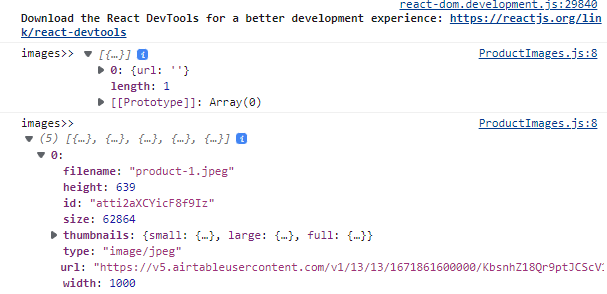 react-dom.development.js:29840
Download the React DevTools for a better development experience: https://reactjs.org/lin
k/react-devtools
images>> ▼ [{…}] i ProductImages.js:8
▶ 0: {url: ''}
length: 1
▶ [[Prototype]]: Array(0)
images>> ProductImages.js:8
▼ (5) [{…}, {…}, {…}, {…}, {…}] i
▼ 0:
filename: "product-1.jpeg"
height: 639
id: "atti2aXCYicF8f9Iz"
size: 62864
▶ thumbnails: {small: {…}, large: {…}, full: {…}}
type: "image/jpeg"
url: "https://v5.airtableusercontent.com/v1/13/13/1671861600000/KbsnhZ18Qr9ptJCScV1
width: 1000